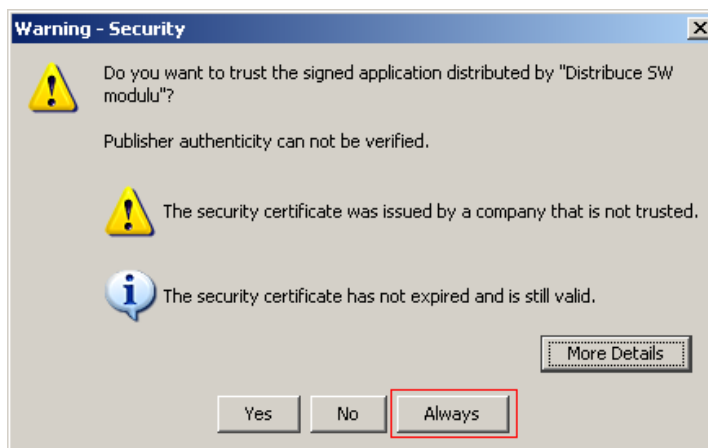 Warning - Security
Do you want to trust the signed application distributed by "Distribuce SW
modulu"?
Publisher authenticity can not be verified.
The security certificate was issued by a company that is not trusted.
The security certificate has not expired and is still valid.
More Details
Yes No Always